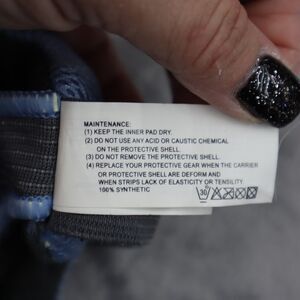 MAINTENANCE:
(1) KEEP THE INNER PAD DRY.
(2) DO NOT USE ANY ACID OR CAUSTIC CHEMICAL
ON THE PROTECTIVE SHELL.
(3) DO NOT REMOVE THE PROTECTIVE SHELL.
(4) REPLACE YOUR PROTECTIVE GEAR WHEN THE CARRIER
OR PROTECTIVE SHELL ARE DEFORM AND
WHEN STRIPS LACK OF ELASTICITY OR TENSILITY.
100% SYNTHETIC
30°